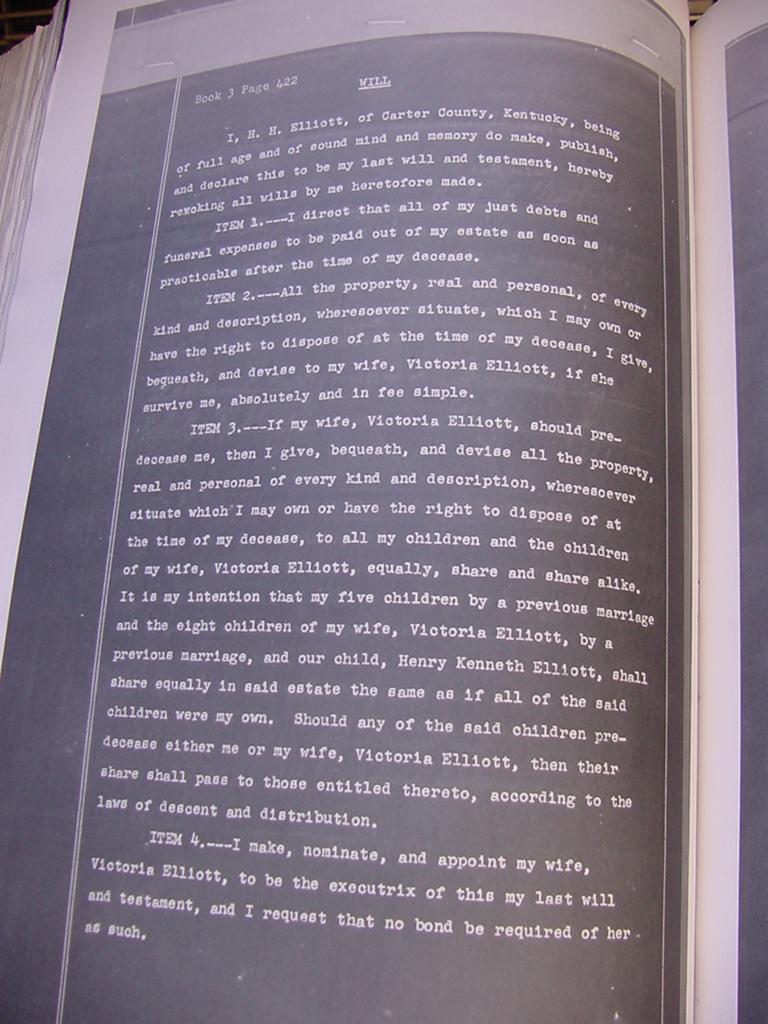 Book 3 Page 422
WILL
I, H. H. Elliott, of Carter County, Kentucky, being
of full age and of sound mind and memory do make, publish,
and declare this to be my last will and testament, hereby
revoking all wills by me heretofore made.
ITEM 1.---I direct that all of my just debts and
funeral expenses to be paid out of my estate as soon as
practicable after the time of my decease.
ITEM 2.---All the property, real and personal, of every
kind and description, wheresoever situate, which I may own or
have the right to dispose of at the time of my decease, I give,
bequeath, and devise to my wife, Victoria Elliott, if she
survive me, absolutely and in fee simple.
ITEM 3.---If my wife, Victoria Elliott, should pre-
decease me, then I give, bequeath, and devise all the property,
real and personal of every kind and description, wheresoever
situate which I may own or have the right to dispose of at
the time of my decease, to all my children and the children
of my wife, Victoria Elliott, equally, share and share alike.
It is my intention that my five children by a previous marriage
and the eight children of my wife, Victoria Elliott, by a
previous marriage, and our child, Henry Kenneth Elliott, shall
share equally in said estate the same as if all of the said
children were my own. Should any of the said children pre-
decease either me or my wife, Victoria Elliott, then their
share shall pass to those entitled thereto, according to the
laws of descent and distribution.
ITEM 4.---I make, nominate, and appoint my wife,
Victoria Elliott, to be the executrix of this my last will
and testament, and I request that no bond be required of her
as such.